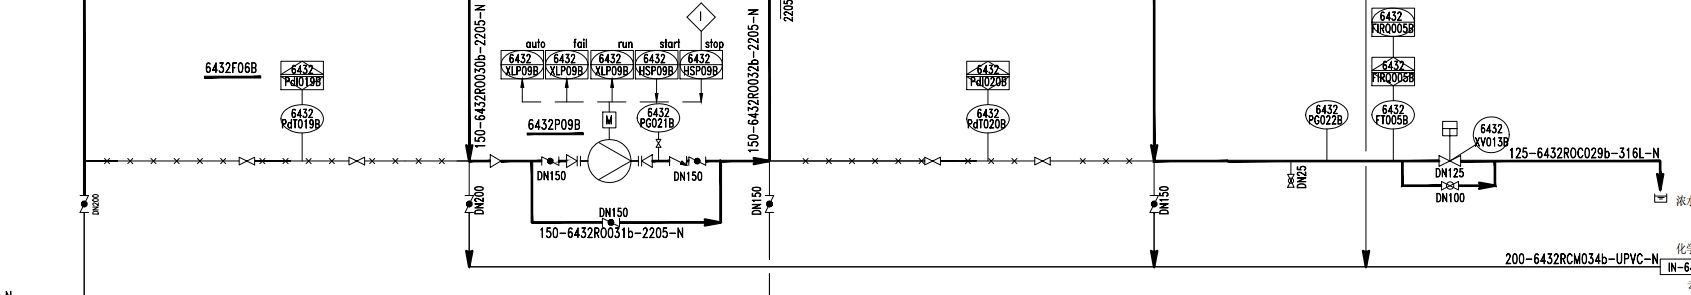 6432
FIRQ005B
auto
fail
run
start
stop
I
6432
XLP09B
6432
XLP09B
6432
XLP09B
6432
HSP09B
6432
HSP09B
6432F06B
6432
PdI019B
6432
PdI020B
6432
FIRQ005B
6432
PdT019B
6432P09B
M
6432
PG021B
6432
PdT020B
6432
PG022B
6432
FT005B
6432
XV013B
150-6432RO030b-2205-N
150-6432RO032b-2205-N
2205
125-6432ROC029b-316L-N
DN150
DN150
DN125
DN25
DN100
DN200
DN200
DN150
DN150
DN150
150-6432RO031b-2205-N
浓水
化学
200-6432RCM034b-UPVC-N
IN-6
N